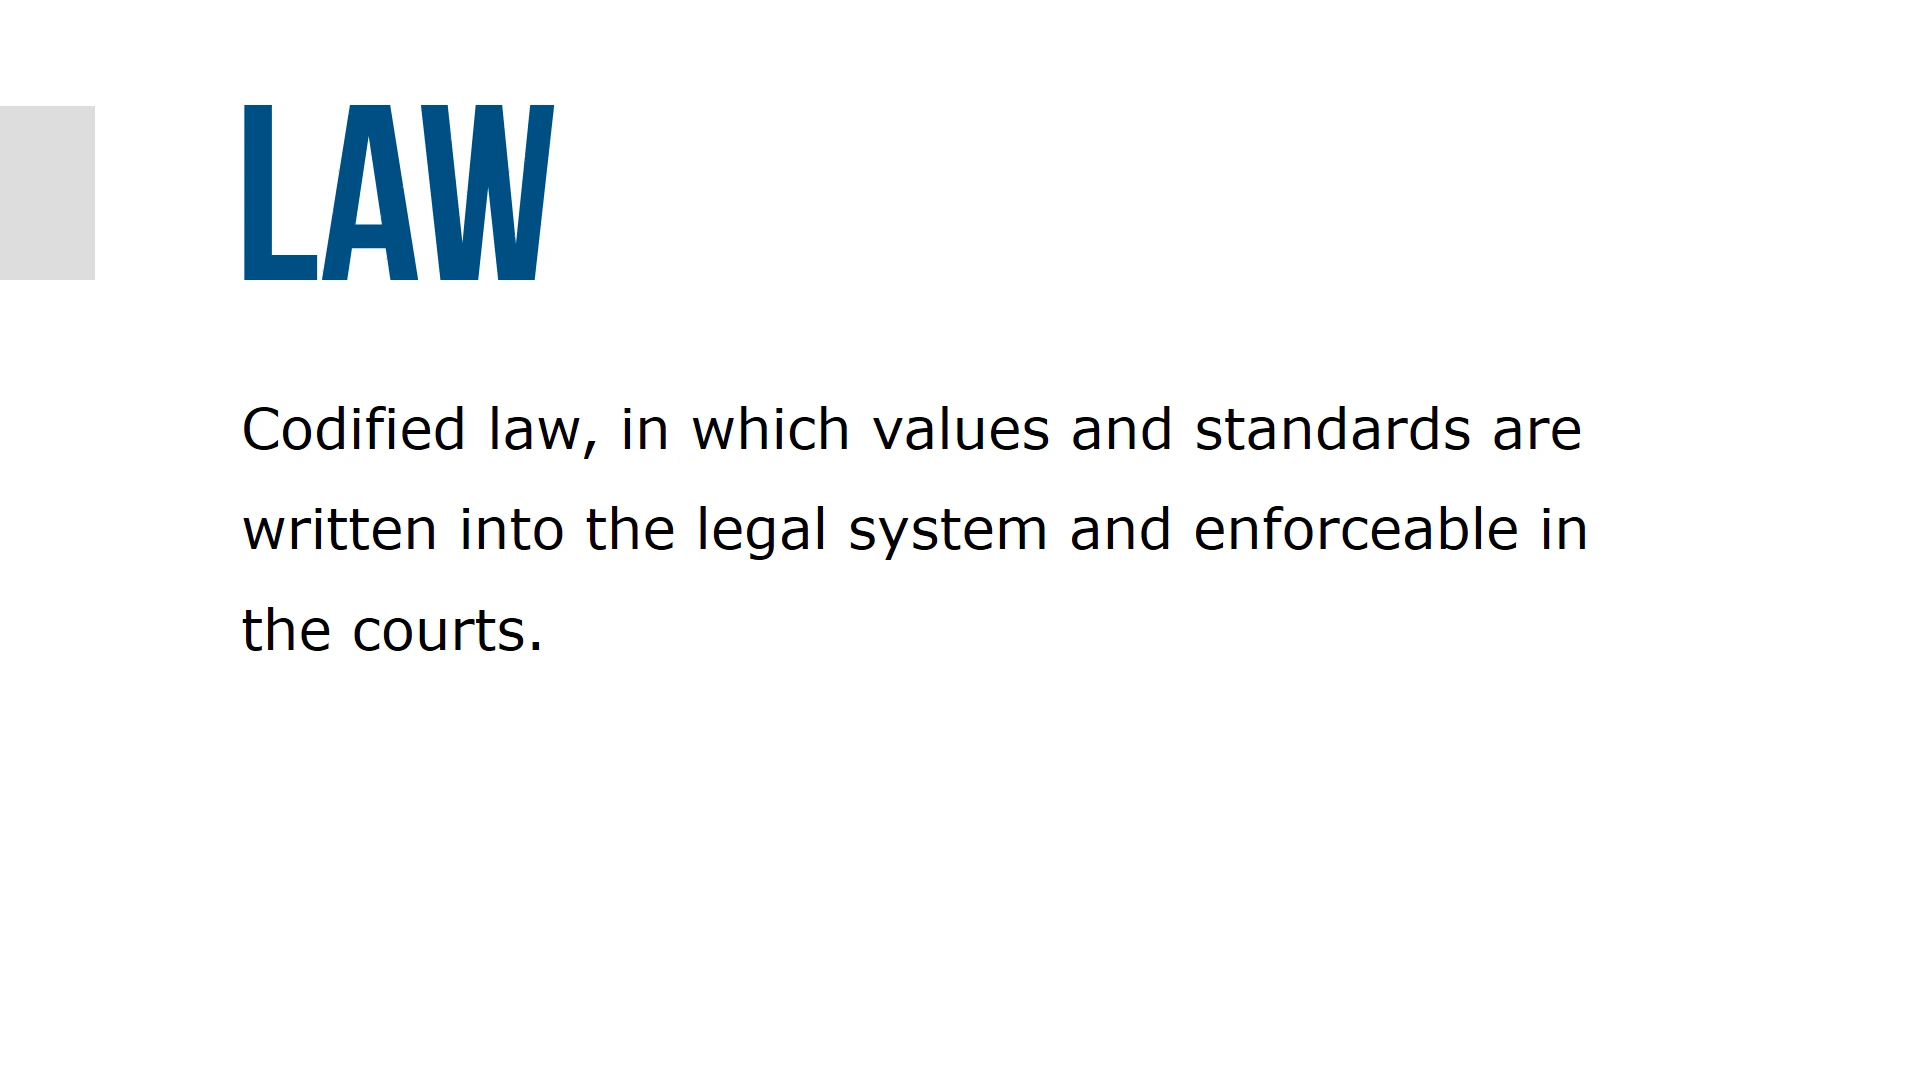 LAW
Codified law, in which values and standards are
written into the legal system and enforceable in
the courts.